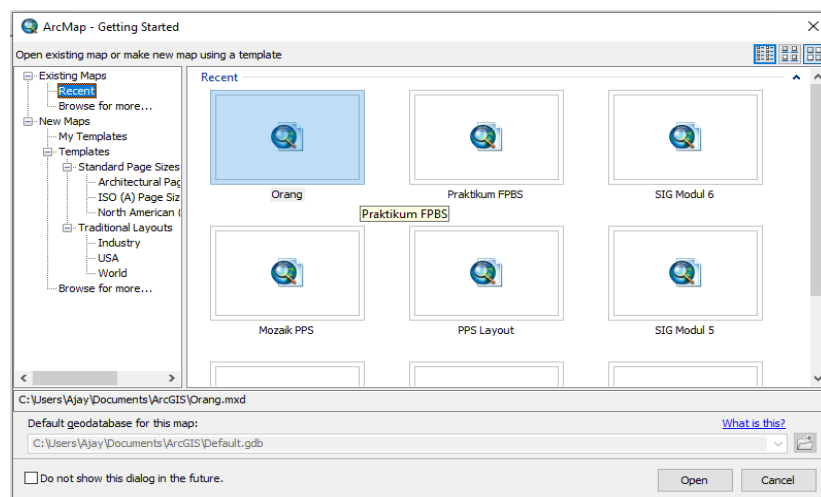 ArcMap - Getting Started
Open existing map or make new map using a template
Existing Maps
Recent
Browse for more...
New Maps
My Templates
Templates
Standard Page Sizes
Architectural Pag
ISO (A) Page Siz
North American (
Traditional Layouts
Industry
USA
World
Browse for more...
Recent
Orang
Praktikum FPBS
SIG Modul 6
Praktikum FPBS
Mozaik PPS
PPS Layout
SIG Modul 5
C:\Users\Ajay\Documents\ArcGIS\Orang.mxd
Default geodatabase for this map:
What is this?
C:\Users\Ajay\Documents\ArcGIS\Default.gdb
Do not show this dialog in the future.
Open
Cancel